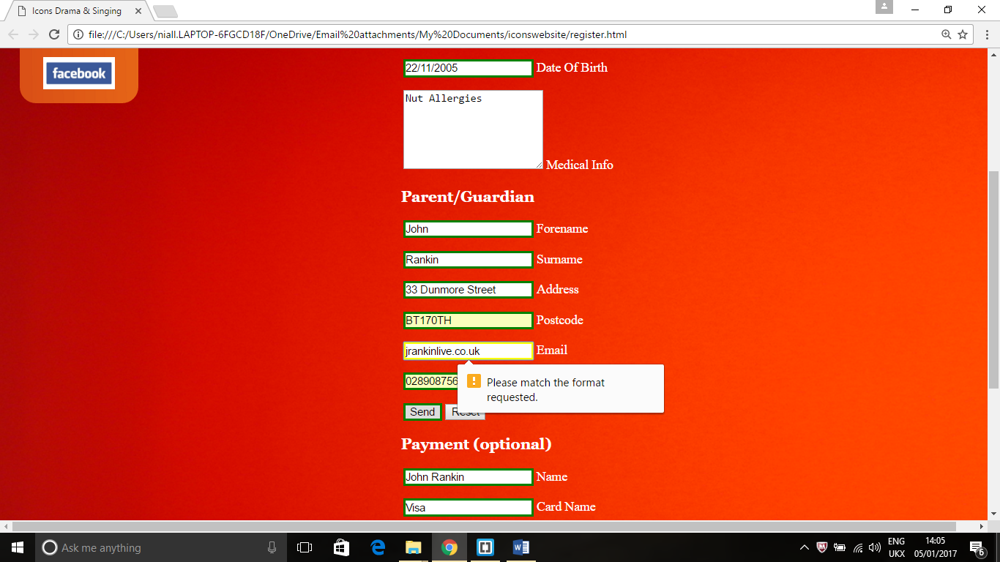 Icons Drama & Singing
file:///C:/Users/niall.LAPTOP-6FGCD18F/OneDrive/Email%20attachments/My%20Documents/iconswebsite/register.html
facebook
22/11/2005 Date Of Birth
Nut Allergies
Medical Info
Parent/Guardian
John Forename
Rankin Surname
33 Dunmore Street Address
BT170TH Postcode
jrankinlive.co.uk Email
Please match the format
requested.
028908756
Send Reset
Payment (optional)
John Rankin Name
Visa Card Name
Ask me anything
ENG
UKX
14:05
05/01/2017
6